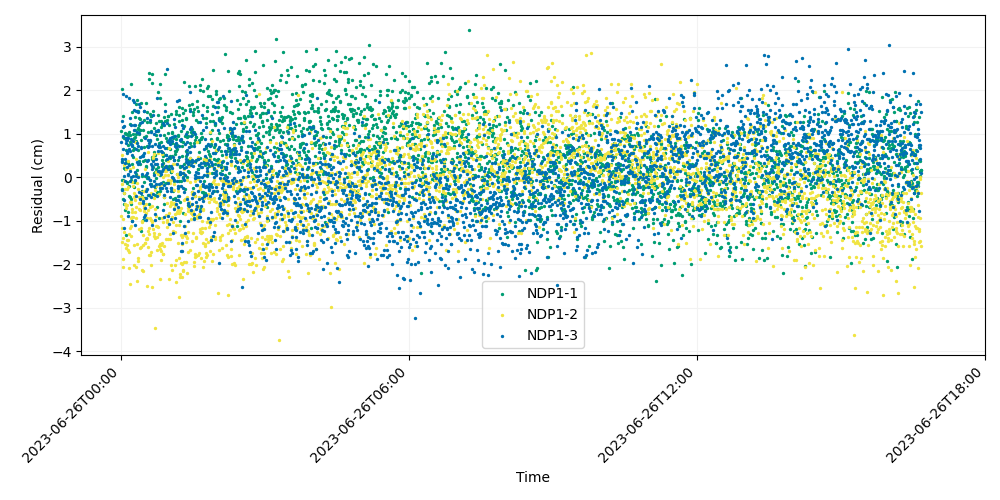 3
2
1
0
−1
−2
−3
−4
Residual (cm)
NDP1-1
NDP1-2
NDP1-3
2023-06-26T00:00
2023-06-26T06:00
2023-06-26T12:00
2023-06-26T18:00
Time